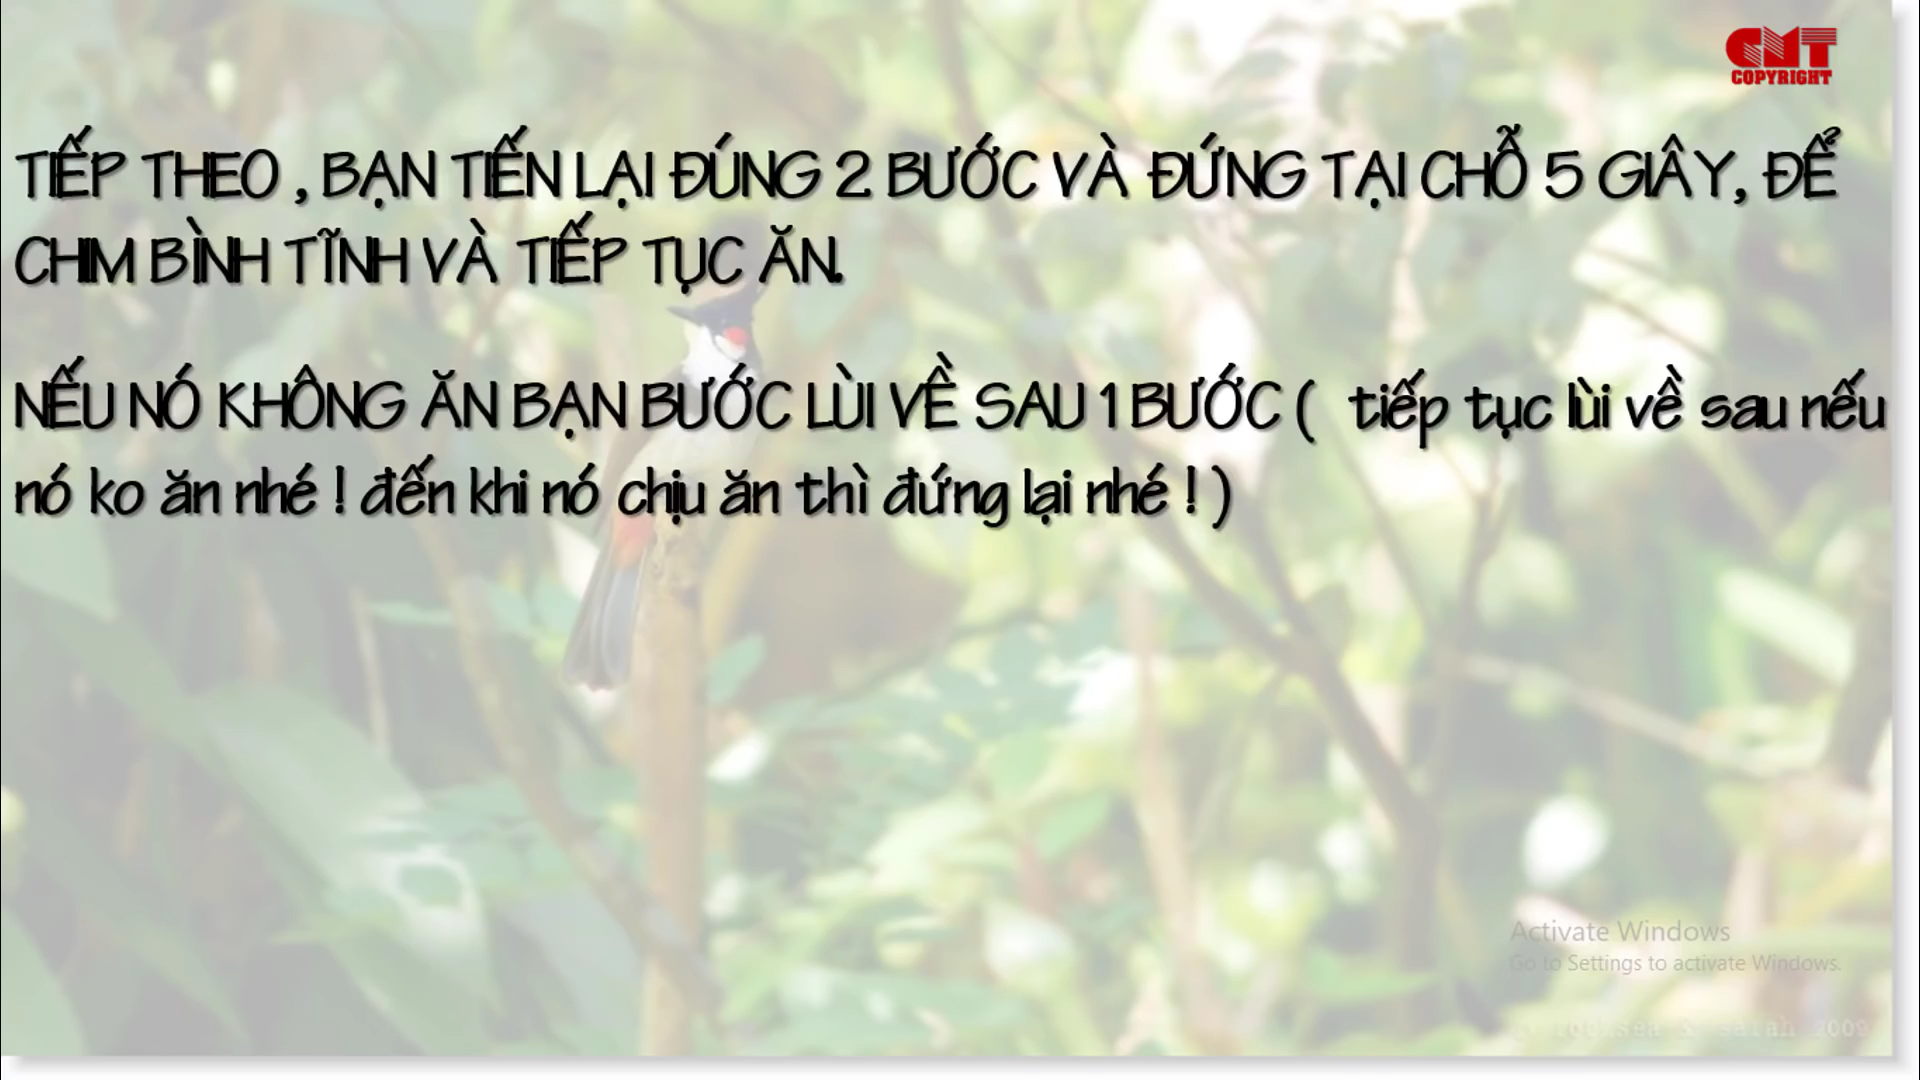 CMT
COPYRIGHT
TIẾP THEO , BẠN TIẾN LẠI ĐÚNG 2 BƯỚC VÀ ĐỨNG TẠI CHỖ 5 GIÂY, ĐỂ
CHIM BÌNH TĨNH VÀ TIẾP TỤC ĂN.
NẾU NÓ KHÔNG ĂN BẠN BƯỚC LÙI VỀ SAU 1 BƯỚC ( tiếp tục lùi về sau nếu
nó ko ăn nhé ! đến khi nó chịu ăn thì đứng lại nhé ! )
Activate Windows
Go to Settings to activate Windows.
sarah 2009